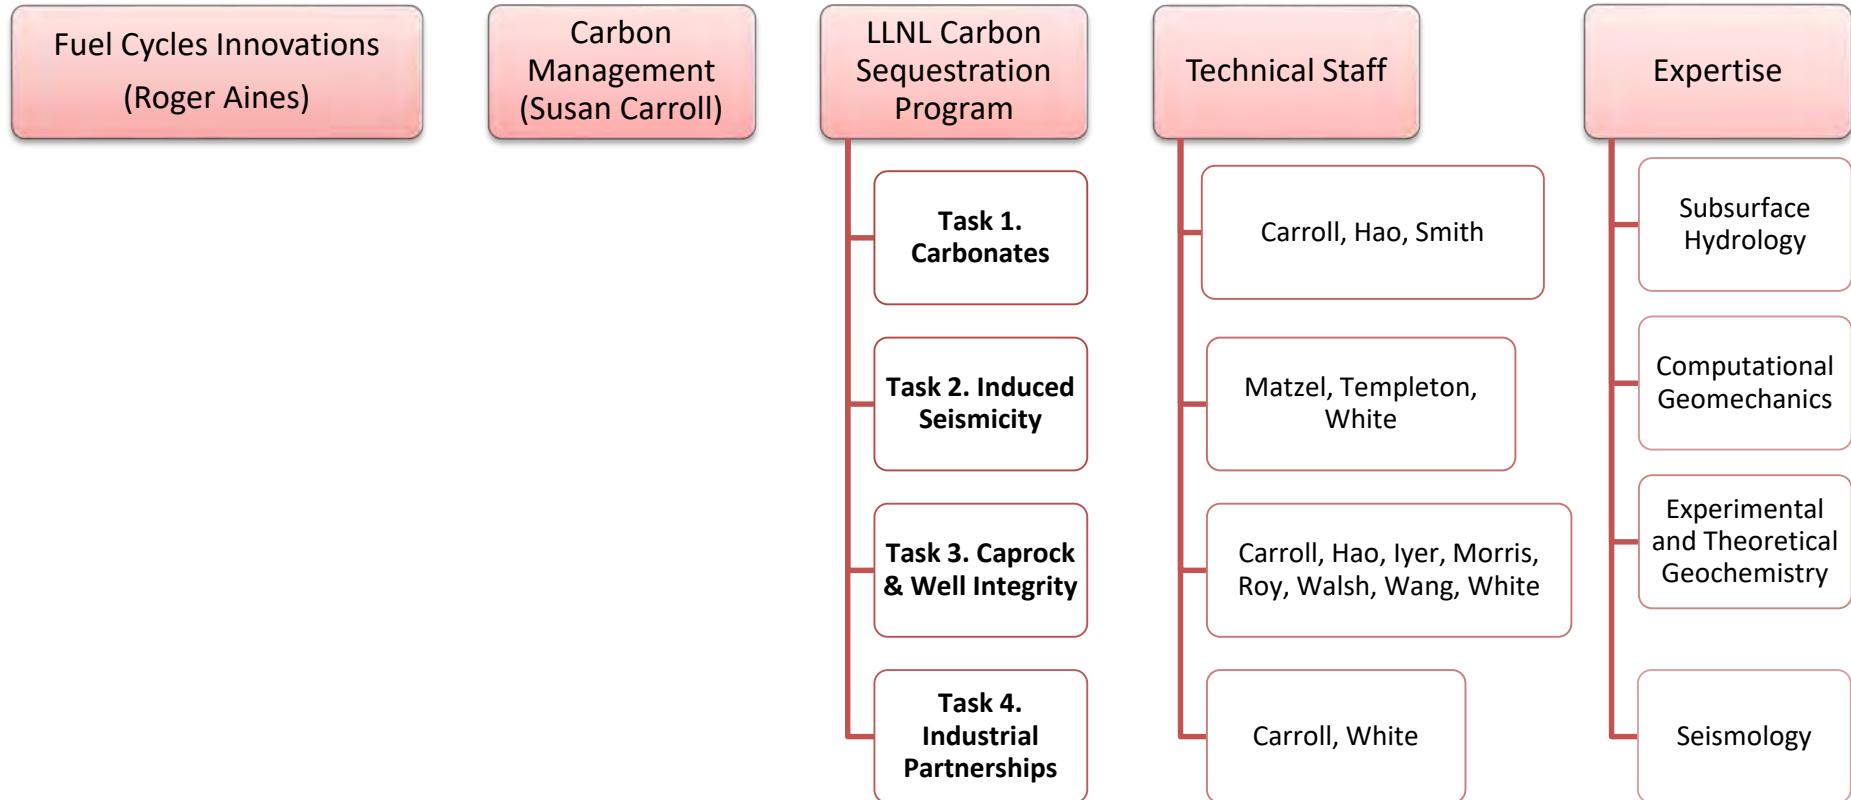 Fuel Cycles Innovations
(Roger Aines)
Carbon
Management
(Susan Carroll)
LLNL Carbon
Sequestration
Program
Technical Staff
Expertise
Task 1.
Carbonates
Task 2. Induced
Seismicity
Task 3. Caprock
& Well Integrity
Task 4.
Industrial
Partnerships
Carroll, Hao, Smith
Matzel, Templeton,
White
Carroll, Hao, Iyer, Morris,
Roy, Walsh, Wang, White
Carroll, White
Subsurface
Hydrology
Computational
Geomechanics
Experimental
and Theoretical
Geochemistry
Seismology